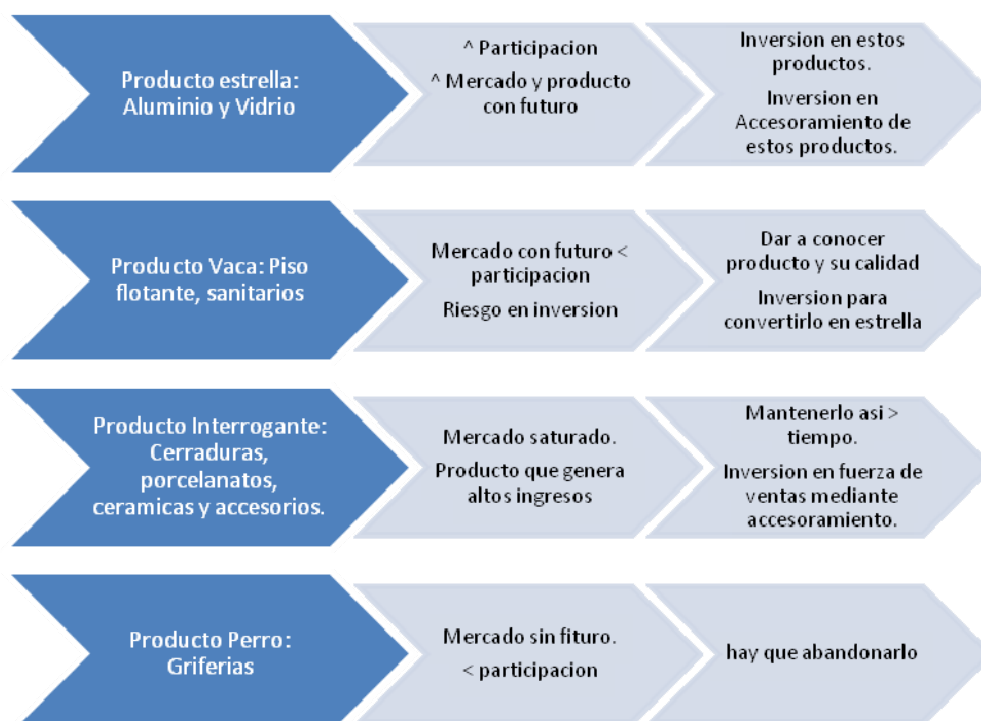 Producto estrella:
Aluminio y Vidrio
^ Participacion
^ Mercado y producto
con futuro
Inversion en estos
productos.
Inversion en
Accesoramiento de
estos productos.
Producto Vaca: Piso
flotante, sanitarios
Mercado con futuro <
participacion
Riesgo en inversion
Dar a conocer
producto y su calidad
Inversion para
convertirlo en estrella
Producto Interrogante:
Cerraduras,
porcelanatos,
ceramicas y accesorios.
Mercado saturado.
Producto que genera
altos ingresos
Mantenerlo asi >
tiempo.
Inversion en fuerza de
ventas mediante
accesoramiento.
Producto Perro:
Griferias
Mercado sin fituro.
< participacion
hay que abandonarlo